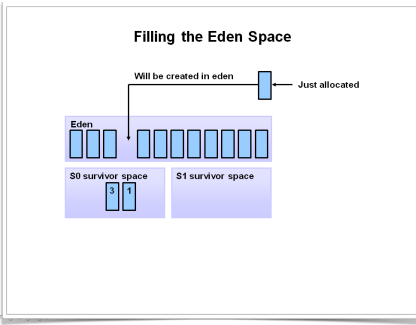 Filling the Eden Space
Will be created in eden
Just allocated
Eden
S0 survivor space
S1 survivor space
3 1